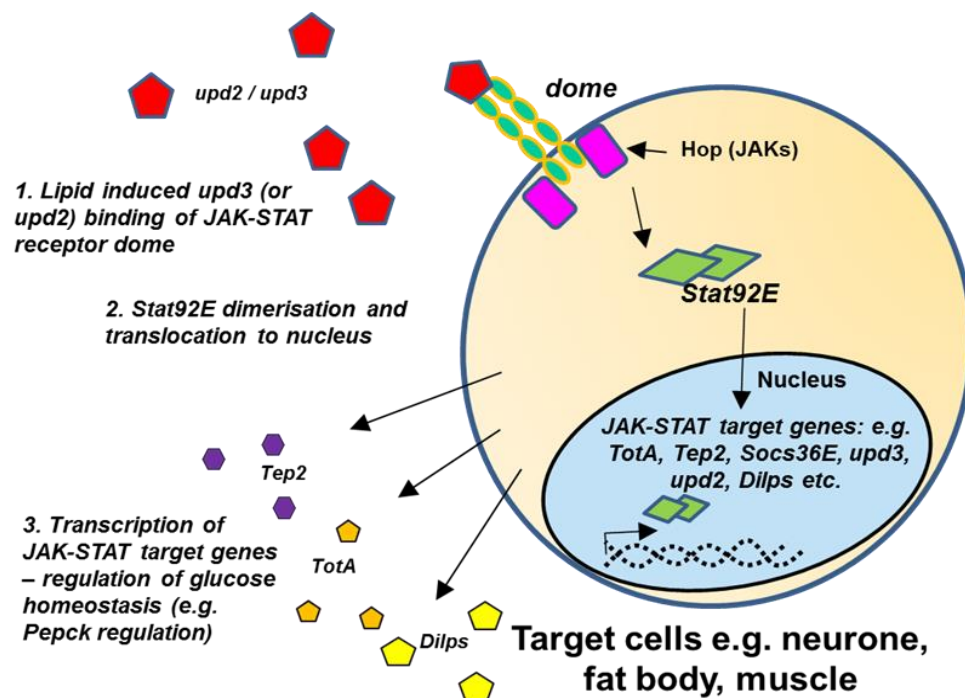 upd2 / upd3
dome
Hop (JAKs)
1. Lipid induced upd3 (or
upd2) binding of JAK-STAT
receptor dome
Stat92E
2. Stat92E dimerisation and
translocation to nucleus
Nucleus
JAK-STAT target genes: e.g.
TotA, Tep2, Socs36E, upd3,
upd2, Dilps etc.
Tep2
3. Transcription of
JAK-STAT target genes
– regulation of glucose
homeostasis (e.g.
Pepck regulation)
TotA
Dilps
Target cells e.g. neurone,
fat body, muscle